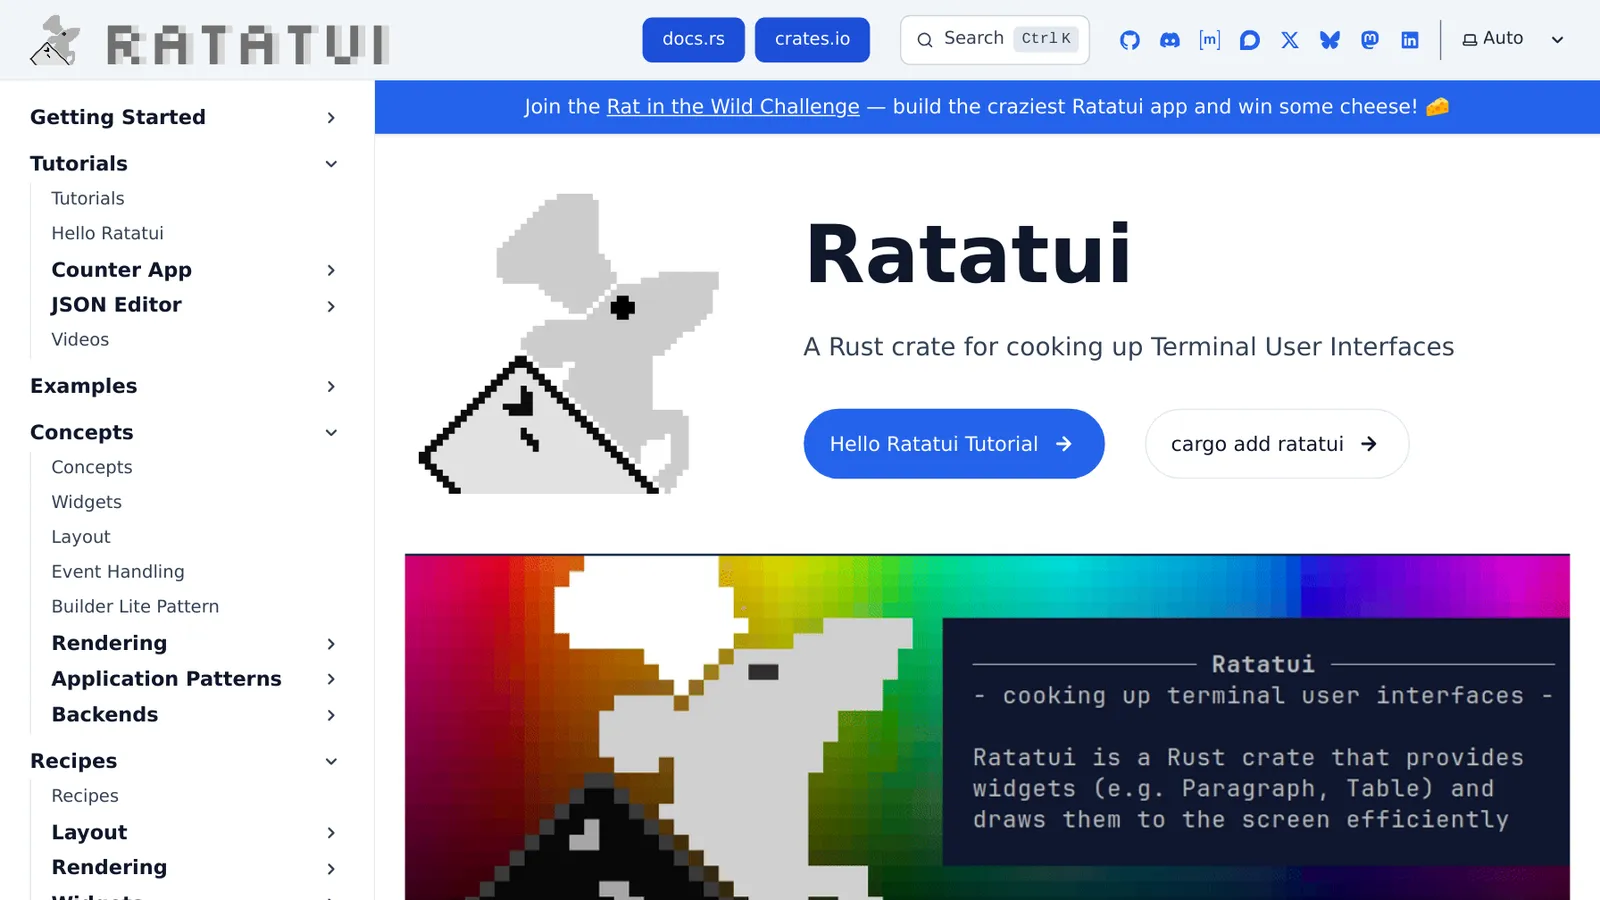 RATATUI
docs.rs
crates.io
Search
Ctrl K
[m]
Auto
Getting Started
Tutorials
Tutorials
Hello Ratatui
Counter App
JSON Editor
Videos
Examples
Concepts
Concepts
Widgets
Layout
Event Handling
Builder Lite Pattern
Rendering
Application Patterns
Backends
Recipes
Recipes
Layout
Rendering
Widgets
Join the Rat in the Wild Challenge — build the craziest Ratatui app and win some cheese! 🧀
Ratatui
A Rust crate for cooking up Terminal User Interfaces
Hello Ratatui Tutorial →
cargo add ratatui →
Ratatui
- cooking up terminal user interfaces -
Ratatui is a Rust crate that provides
widgets (e.g. Paragraph, Table) and
draws them to the screen efficiently